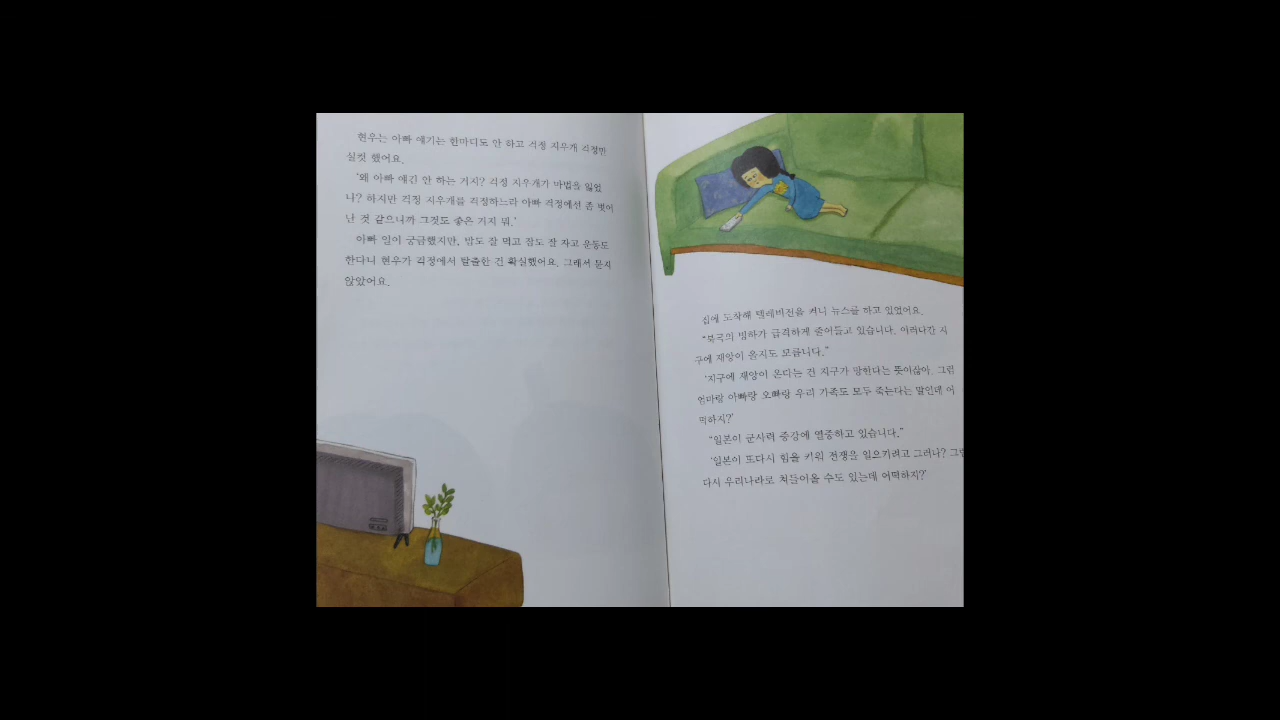 현우는 아빠 얘기는 한마디도 안 하고 걱정 지우개 걱정만
실컷 했어요.
'왜 아빠 얘긴 안 하는 거지? 걱정 지우개가 마법을 잃었
나? 하지만 걱정 지우개를 걱정하느라 아빠 걱정에선 좀 벗어
난 것 같으니까 그것도 좋은 거지 뭐.'
아빠 일이 궁금했지만, 밥도 잘 먹고 잠도 잘 자고 운동도
한다니 현우가 걱정에서 탈출한 건 확실했어요. 그래서 묻지
않았어요.
집에 도착해 텔레비전을 켜니 뉴스를 하고 있었어요.
"북극의 빙하가 급격하게 줄어들고 있습니다. 이러다간 지
구에 재앙이 올지도 모릅니다."
'지구에 재앙이 온다는 건 지구가 망한다는 뜻이잖아. 그럼
엄마랑 아빠랑 오빠랑 우리 가족도 모두 죽는다는 말인데 어
떡하지?'
"일본이 군사력 증강에 열중하고 있습니다."
'일본이 또다시 힘을 키워 전쟁을 일으키려고 그러나? 그럼
다시 우리나라로 쳐들어올 수도 있는데 어떡하지?'